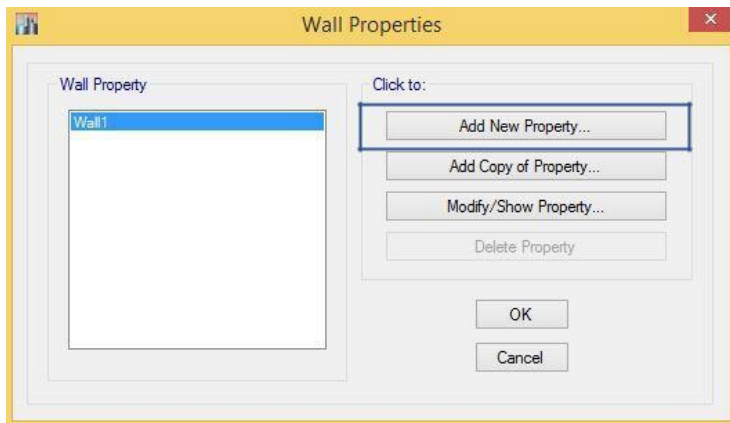 Wall Properties
Wall Property
Wall1
Click to:
Add New Property...
Add Copy of Property...
Modify/Show Property...
Delete Property
OK
Cancel